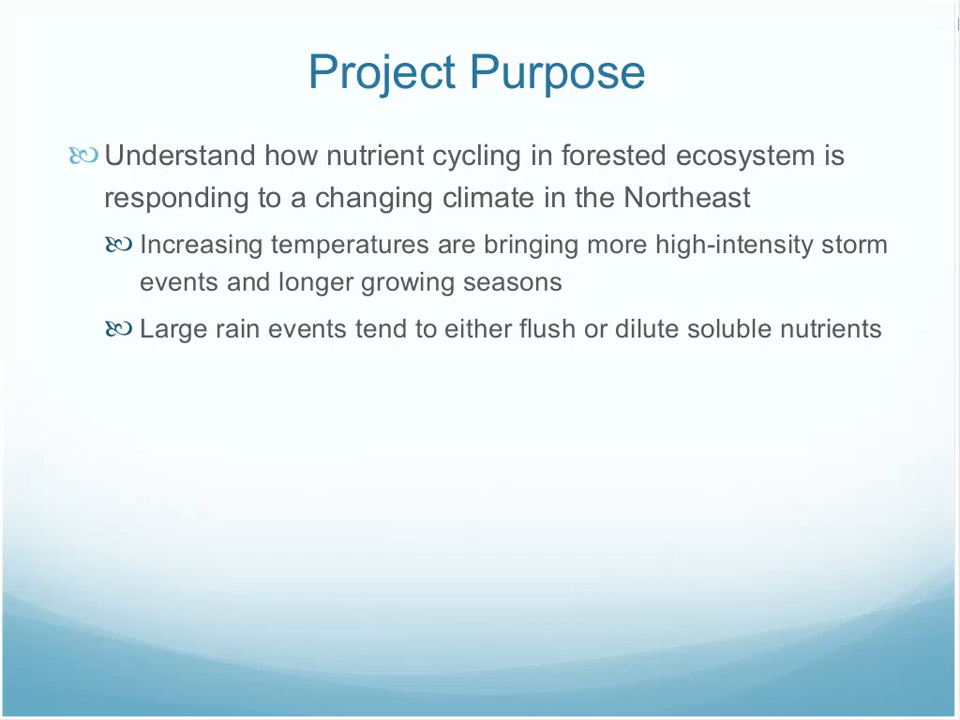 Project Purpose
Understand how nutrient cycling in forested ecosystem is
responding to a changing climate in the Northeast
Increasing temperatures are bringing more high-intensity storm
events and longer growing seasons
Large rain events tend to either flush or dilute soluble nutrients